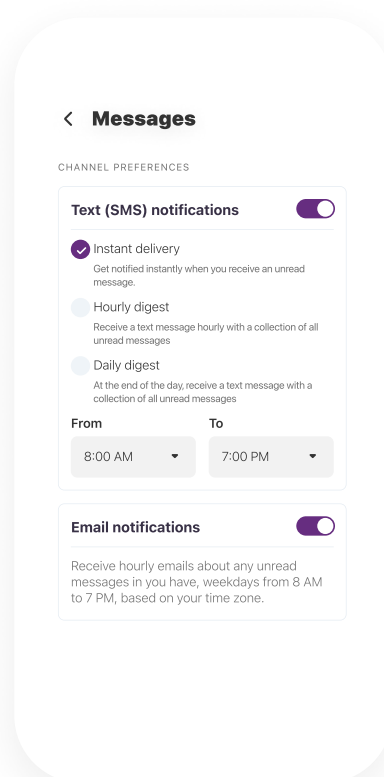 Messages
CHANNEL PREFERENCES
Text (SMS) notifications
Instant delivery
Get notified instantly when you receive an unread
message.
Hourly digest
Receive a text message hourly with a collection of all
unread messages
Daily digest
At the end of the day, receive a text message with a
collection of all unread messages
From To
8:00 AM 7:00 PM
Email notifications
Receive hourly emails about any unread
messages in you have, weekdays from 8 AM
to 7 PM, based on your time zone.